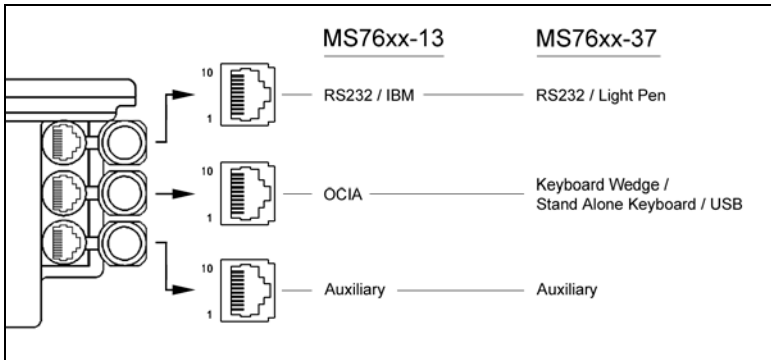 MS76xx-13 MS76xx-37
10
RS232 / IBM RS232 / Light Pen
1
10
OCIA Keyboard Wedge /
Stand Alone Keyboard / USB
1
10
Auxiliary Auxiliary
1